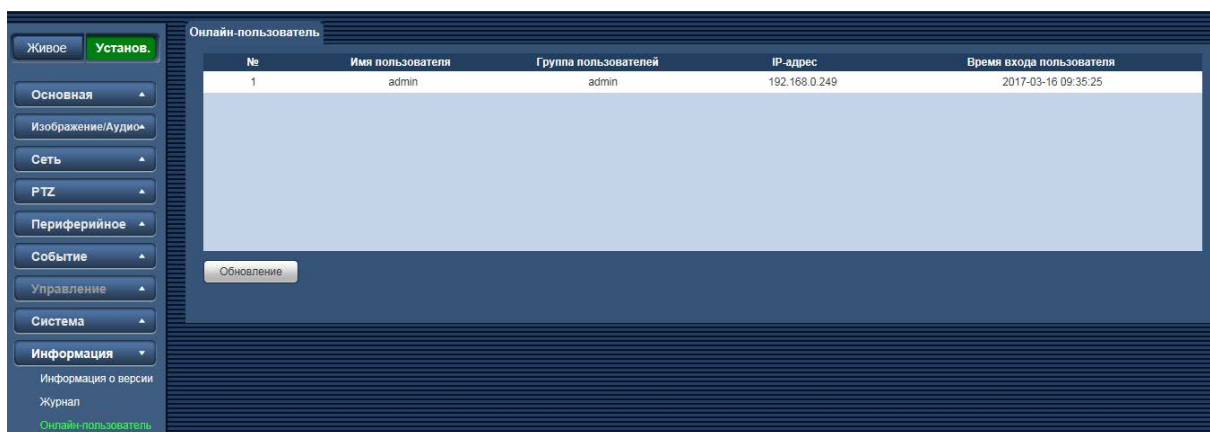 Живое Установ.
Основная
Изображение/Аудио
Сеть
PTZ
Периферийное
Событие
Управление
Система
Информация
Информация о версии
Журнал
Онлайн-пользователь
Онлайн-пользователь
№ Имя пользователя Группа пользователей IP-адрес Время входа пользователя
1 admin admin 192.168.0.249 2017-03-16 09:35:25
Обновление